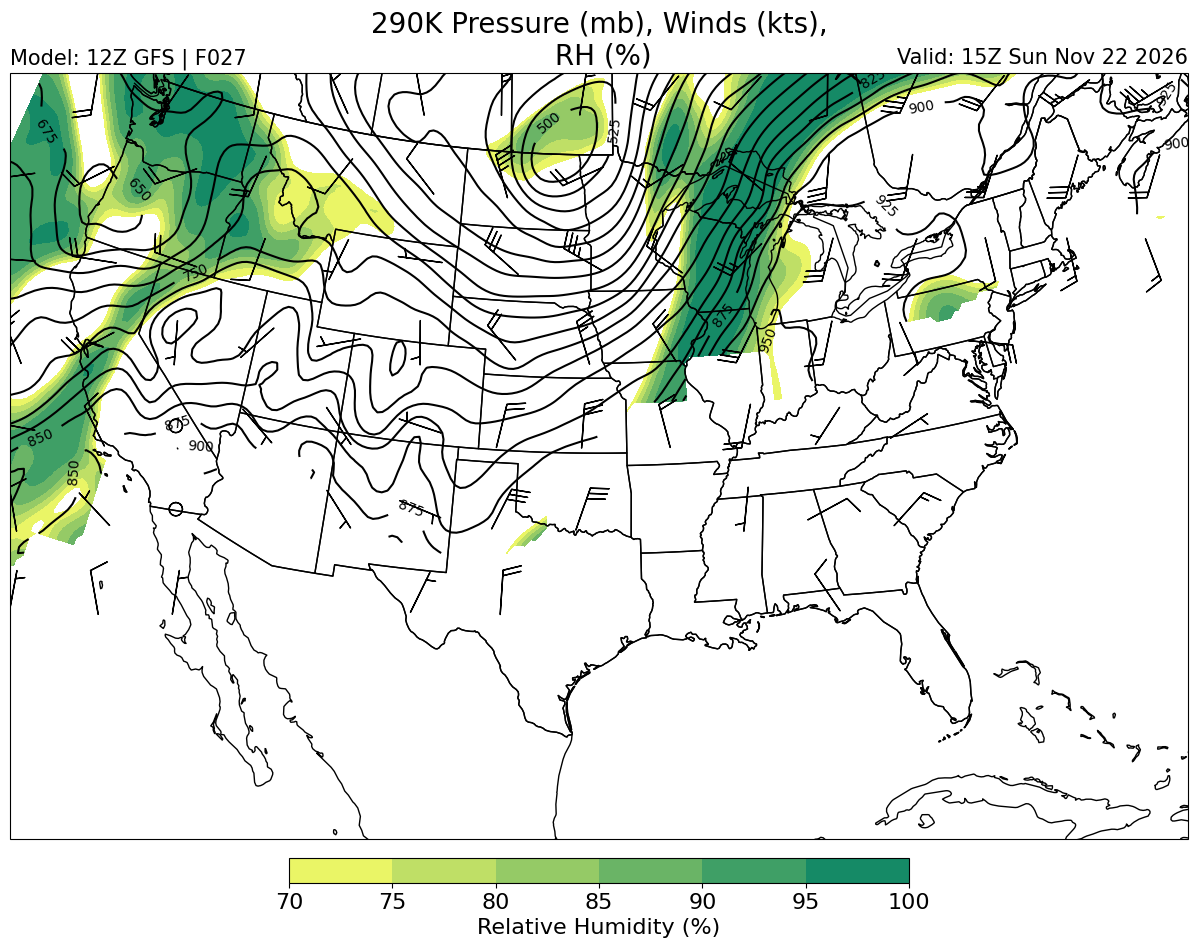 290K Pressure (mb), Winds (kts),
RH (%)
Model: 12Z GFS | F027
Valid: 15Z Sun Nov 22 2026
675
650
750
500
525
825
900
925
900
925
875
950
850
850
875
900
875
70 75 80 85 90 95 100
Relative Humidity (%)